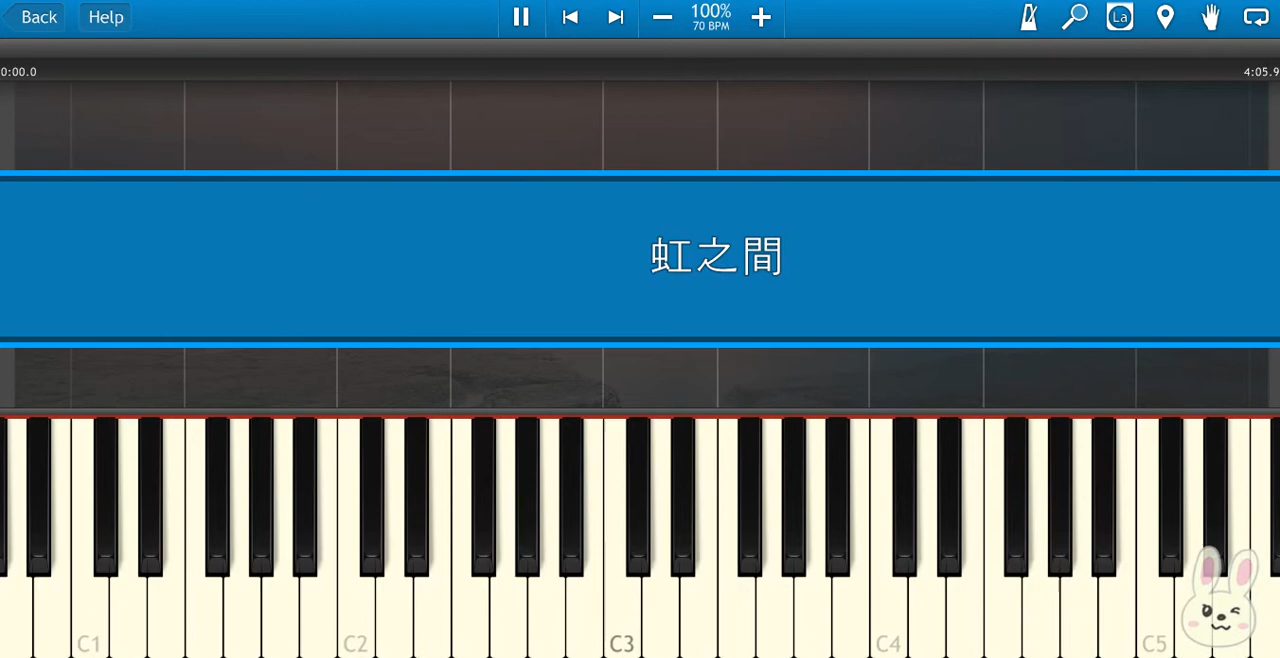 Back Help 100% La
70 BPM
0:00.0 4:05.9
虹之間
C1 C2 C3 C4 C5